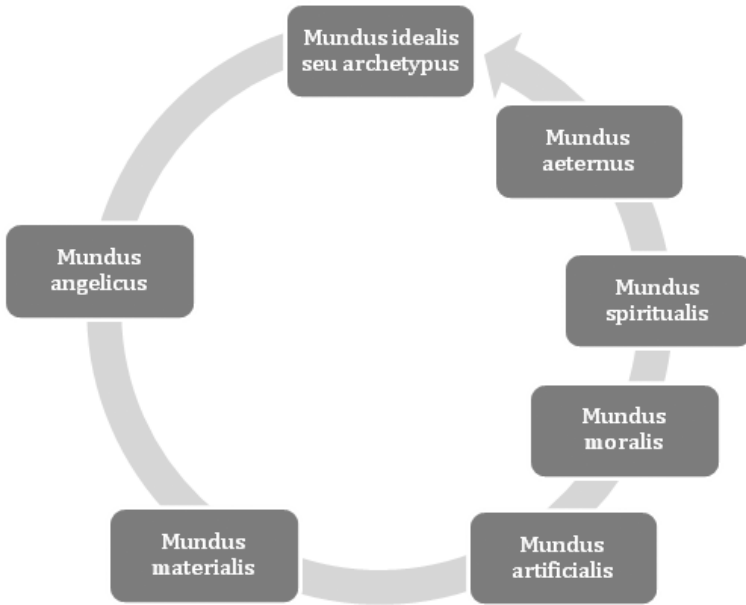 Mundus idealis
seu archetypus
Mundus
aeternus
Mundus
spiritualis
Mundus
moralis
Mundus
artificialis
Mundus
materialis
Mundus
angelicus